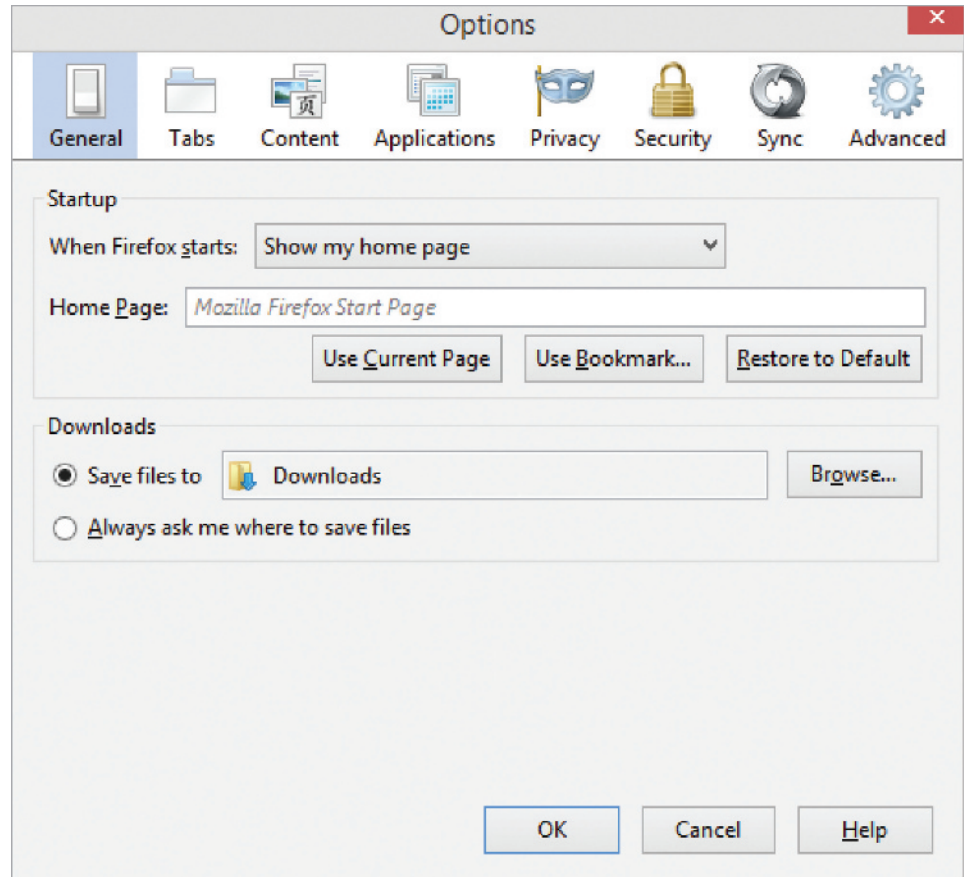 Options
General Tabs Content Applications Privacy Security Sync Advanced
页
Startup
When Firefox starts: Show my home page
Home Page: Mozilla Firefox Start Page
Use Current Page Use Bookmark... Restore to Default
Downloads
Save files to Downloads Browse...
Always ask me where to save files
OK Cancel Help